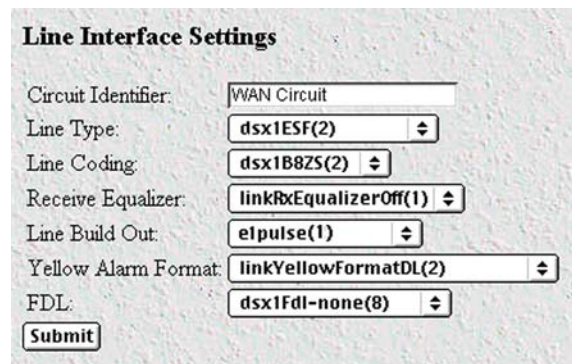 Line Interface Settings
Circuit Identifier: WAN Circuit
Line Type: dsx1ESF(2)
Line Coding: dsx1B8ZS(2)
Receive Equalizer: linkRxEqualizerOff(1)
Line Build Out: e1pulse(1)
Yellow Alarm Format: linkYellowFormatDL(2)
FDL: dsx1Fdl-none(8)
Submit